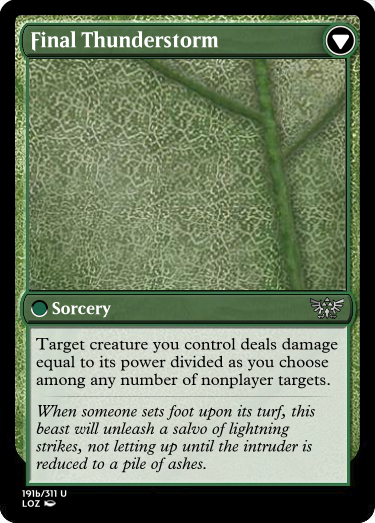 Final Thunderstorm
Sorcery
Target creature you control deals damage
equal to its power divided as you choose
among any number of nonplayer targets.
When someone sets foot upon its turf, this
beast will unleash a salvo of lightning
strikes, not letting up until the intruder is
reduced to a pile of ashes.
191b/311 U
LOZ